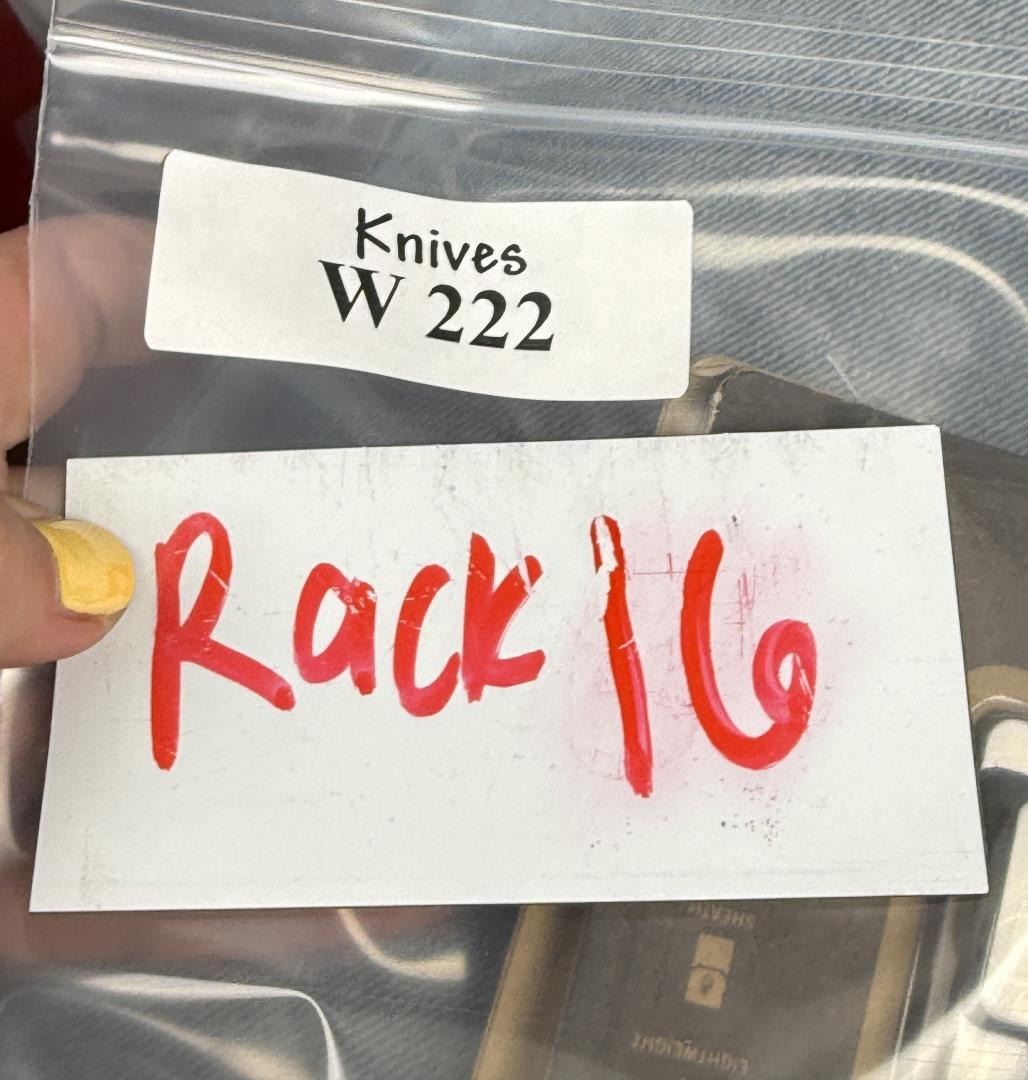 Knives
W 222
Rack 16
SHEATH
LIGHTWEIGHT